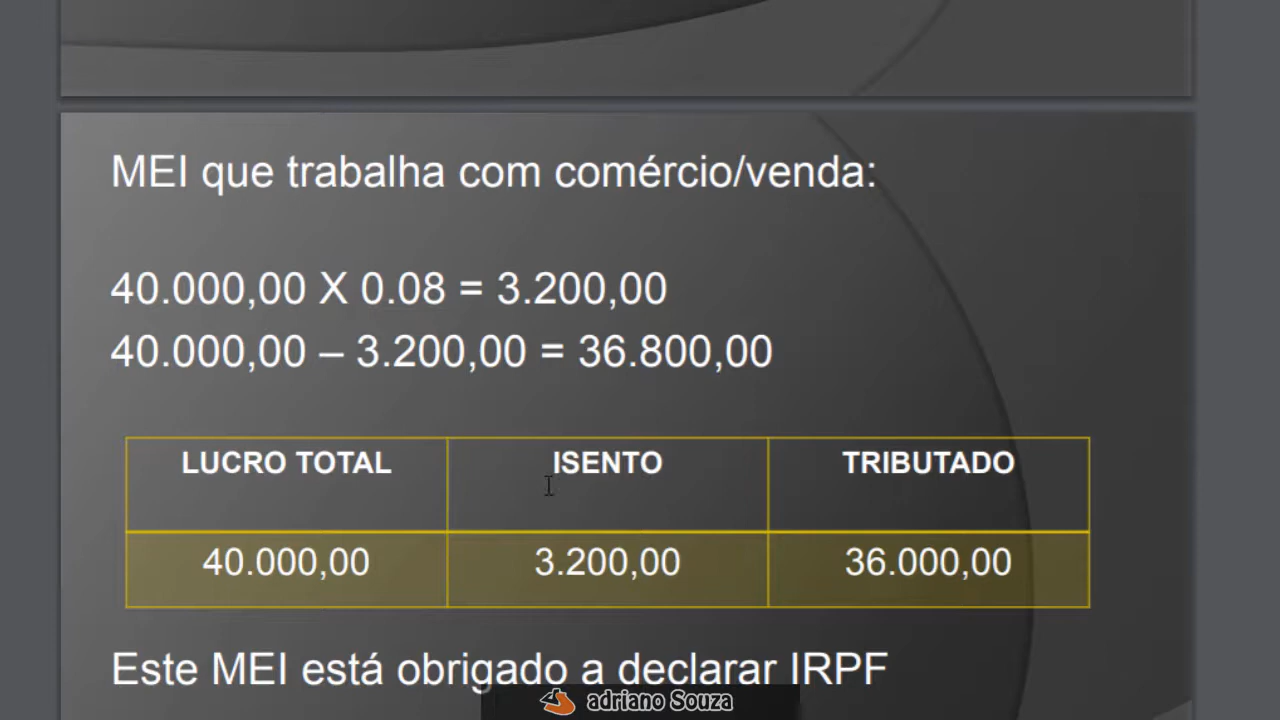 MEI que trabalha com comércio/venda:
40.000,00 X 0.08 = 3.200,00
40.000,00 – 3.200,00 = 36.800,00
LUCRO TOTAL ISENTO TRIBUTADO
40.000,00 3.200,00 36.000,00
Este MEI está obrigado a declarar IRPF
adriano Souza